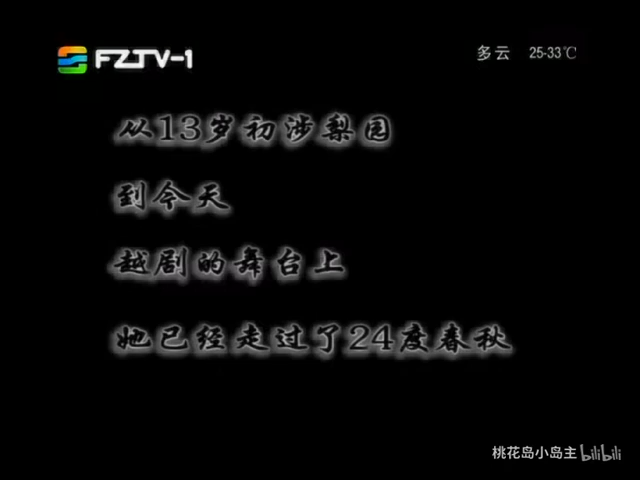 FZTV-1
多云 25-33℃
从13岁初涉梨园
到今天
越剧的舞台上
她已经走过了24度春秋
桃花岛小岛主 bilibili